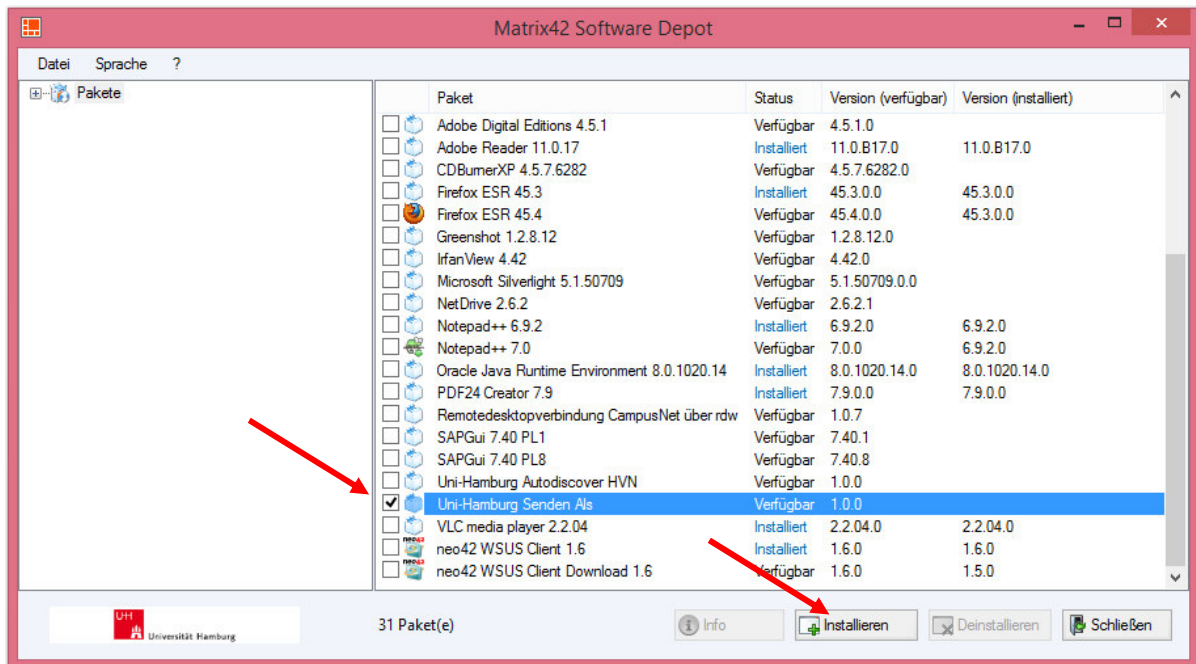 Matrix42 Software Depot
Datei Sprache ?
Pakete
Paket Status Version (verfügbar) Version (installiert)
Adobe Digital Editions 4.5.1 Verfügbar 4.5.1.0
Adobe Reader 11.0.17 Installiert 11.0.B17.0 11.0.B17.0
CDBurnerXP 4.5.7.6282 Verfügbar 4.5.7.6282.0
Firefox ESR 45.3 Installiert 45.3.0.0 45.3.0.0
Firefox ESR 45.4 Verfügbar 45.4.0.0 45.3.0.0
Greenshot 1.2.8.12 Verfügbar 1.2.8.12.0
IrfanView 4.42 Verfügbar 4.42.0
Microsoft Silverlight 5.1.50709 Verfügbar 5.1.50709.0.0
NetDrive 2.6.2 Verfügbar 2.6.2.1
Notepad++ 6.9.2 Installiert 6.9.2.0 6.9.2.0
Notepad++ 7.0 Verfügbar 7.0.0 6.9.2.0
Oracle Java Runtime Environment 8.0.1020.14 Installiert 8.0.1020.14.0 8.0.1020.14.0
PDF24 Creator 7.9 Installiert 7.9.0.0 7.9.0.0
Remotedesktopverbindung CampusNet über rdw Verfügbar 1.0.7
SAPGui 7.40 PL1 Verfügbar 7.40.1
SAPGui 7.40 PL8 Verfügbar 7.40.8
Uni-Hamburg Autodiscover HVN Verfügbar 1.0.0
Uni-Hamburg Senden Als Verfügbar 1.0.0
VLC media player 2.2.04 Installiert 2.2.04.0 2.2.04.0
neo42 neo42 WSUS Client 1.6 Installiert 1.6.0 1.6.0
neo42 neo42 WSUS Client Download 1.6 Verfügbar 1.6.0 1.5.0
UH Universität Hamburg
31 Paket(e) Info Installieren Deinstallieren Schließen